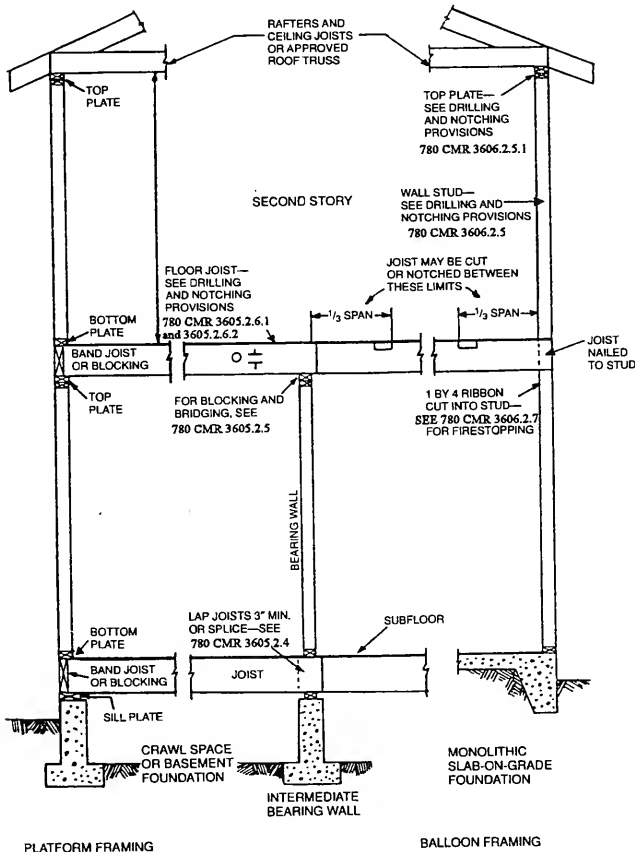 RAFTERS AND
CEILING JOISTS
OR APPROVED
ROOF TRUSS
TOP
PLATE
TOP PLATE—
SEE DRILLING
AND NOTCHING
PROVISIONS
780 CMR 3606.2.5.1
SECOND STORY
WALL STUD—
SEE DRILLING AND
NOTCHING PROVISIONS
780 CMR 3606.2.5
JOIST MAY BE CUT
OR NOTCHED BETWEEN
THESE LIMITS
FLOOR JOIST—
SEE DRILLING
AND NOTCHING
PROVISIONS
780 CMR 3605.2.6.1
and 3605.2.6.2
1/3 SPAN
1/3 SPAN
BOTTOM
PLATE
BAND JOIST
OR BLOCKING
JOIST
NAILED
TO STUD
TOP
PLATE
FOR BLOCKING AND
BRIDGING, SEE
780 CMR 3605.2.5
1 BY 4 RIBBON
CUT INTO STUD—
SEE 780 CMR 3606.2.7
FOR FIRESTOPPING
BEARING WALL
LAP JOISTS 3" MIN.
OR SPLICE—SEE
780 CMR 3605.2.4
SUBFLOOR
BOTTOM
PLATE
BAND JOIST
OR BLOCKING
JOIST
SILL PLATE
CRAWL SPACE
OR BASEMENT
FOUNDATION
MONOLITHIC
SLAB-ON-GRADE
FOUNDATION
INTERMEDIATE
BEARING WALL
PLATFORM FRAMING
BALLOON FRAMING